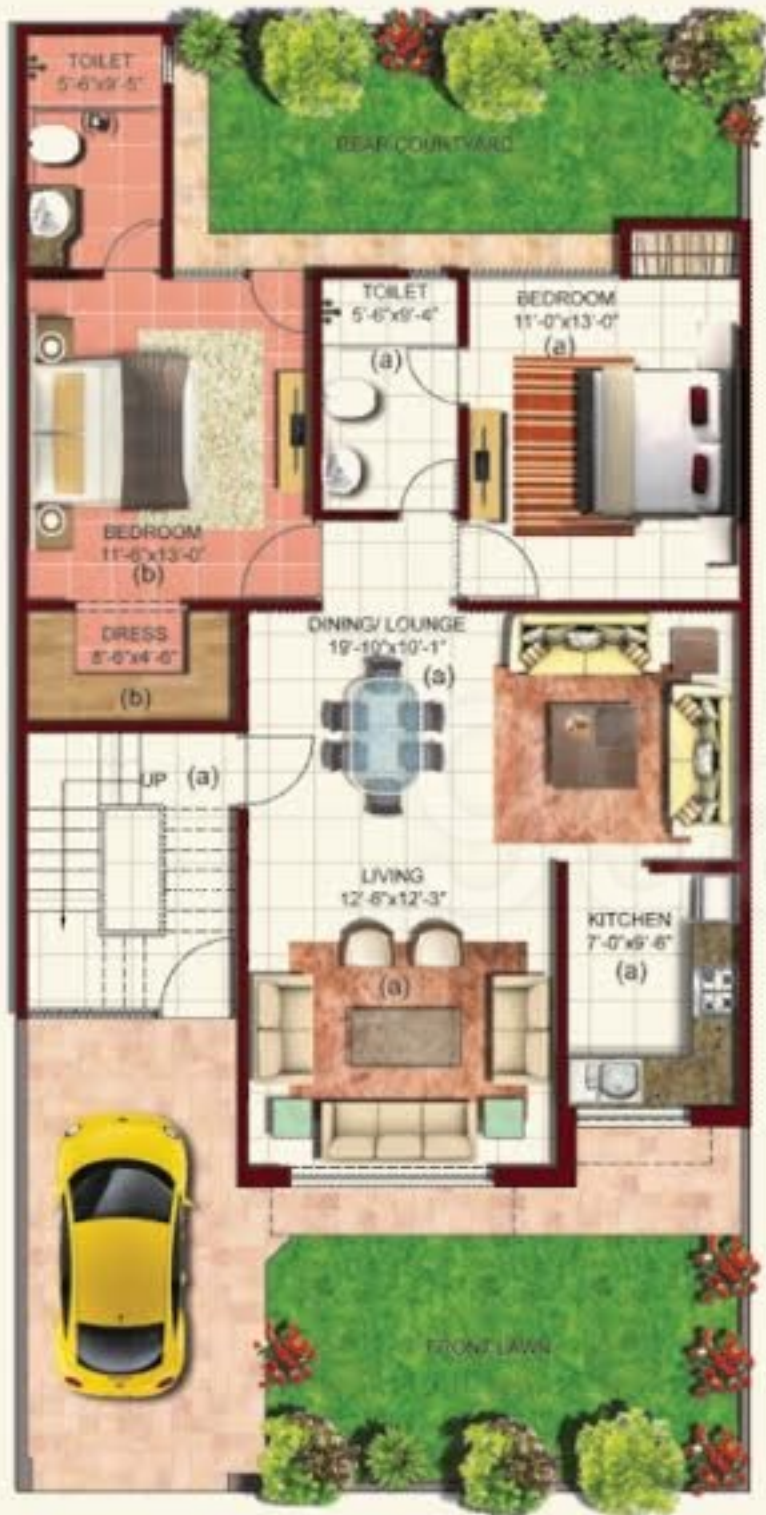 TOILET
5'-6"x9'-5"
(b)
REAR COURTYARD
TOILET
5'-6"x9'-4"
(a)
BEDROOM
11'-0"x13'-0"
(a)
BEDROOM
11'-6"x13'-0"
(b)
DRESS
8'-6"x4'-6"
(b)
DINING/ LOUNGE
19'-10"x10'-1"
(a)
UP
(a)
LIVING
12'-6"x12'-3"
(a)
KITCHEN
7'-0"x9'-6"
(a)
FRONT LAWN